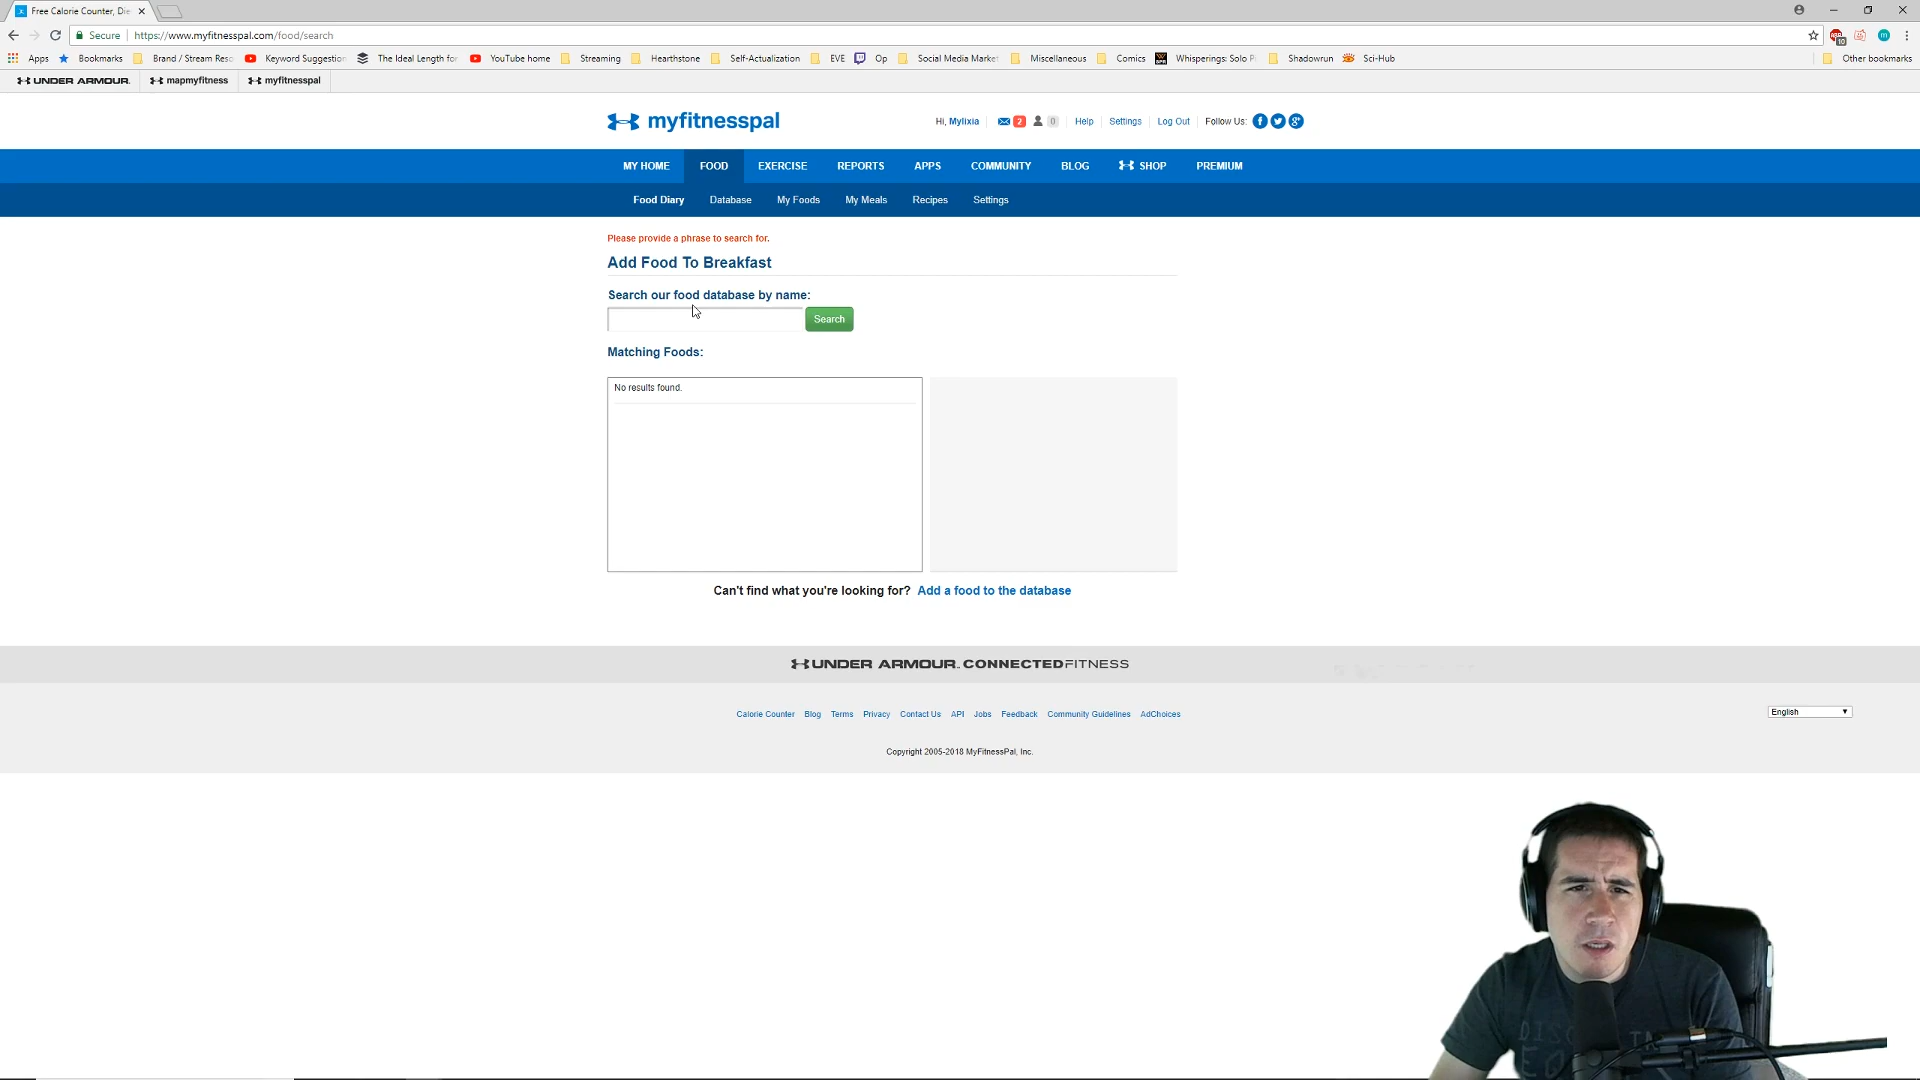 Free Calorie Counter, Die
Secure https://www.myfitnesspal.com/food/search
10
m
Apps Bookmarks Brand / Stream Reso Keyword Suggestion The Ideal Length for YouTube home Streaming Hearthstone Self-Actualization EVE Op Social Media Market Miscellaneous Comics Whisperings: Solo Pi Shadowrun Sci-Hub Other bookmarks
UNDER ARMOUR mapmyfitness myfitnesspal
myfitnesspal
Hi, Mylixia 2 0 Help Settings Log Out Follow Us:
MY HOME FOOD EXERCISE REPORTS APPS COMMUNITY BLOG SHOP PREMIUM
Food Diary Database My Foods My Meals Recipes Settings
Please provide a phrase to search for.
Add Food To Breakfast
Search our food database by name:
Search
Matching Foods:
No results found.
Can't find what you're looking for? Add a food to the database
UNDER ARMOUR. CONNECTEDFITNESS
Calorie Counter Blog Terms Privacy Contact Us API Jobs Feedback Community Guidelines AdChoices
English
Copyright 2005-2018 MyFitnessPal, Inc.